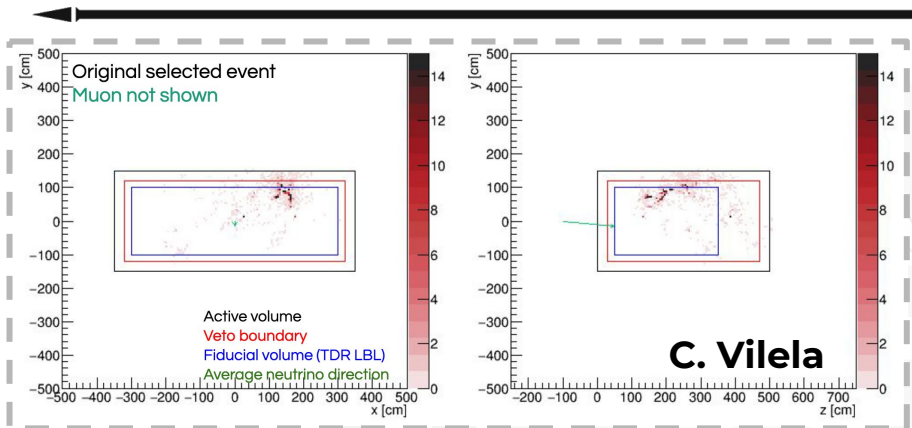 y [cm]
500
400
300
200
100
0
−100
−200
−300
−400
−500
Original selected event
Muon not shown
Active volume
Veto boundary
Fiducial volume (TDR LBL)
Average neutrino direction
−500 −400 −300 −200 −100 0 100 200 300 400 500
x [cm]
14
12
10
8
6
4
2
0
y [cm]
500
400
300
200
100
0
−100
−200
−300
−400
−500
C. Vilela
−200 −100 0 100 200 300 400 500 600 700
z [cm]
14
12
10
8
6
4
2
0